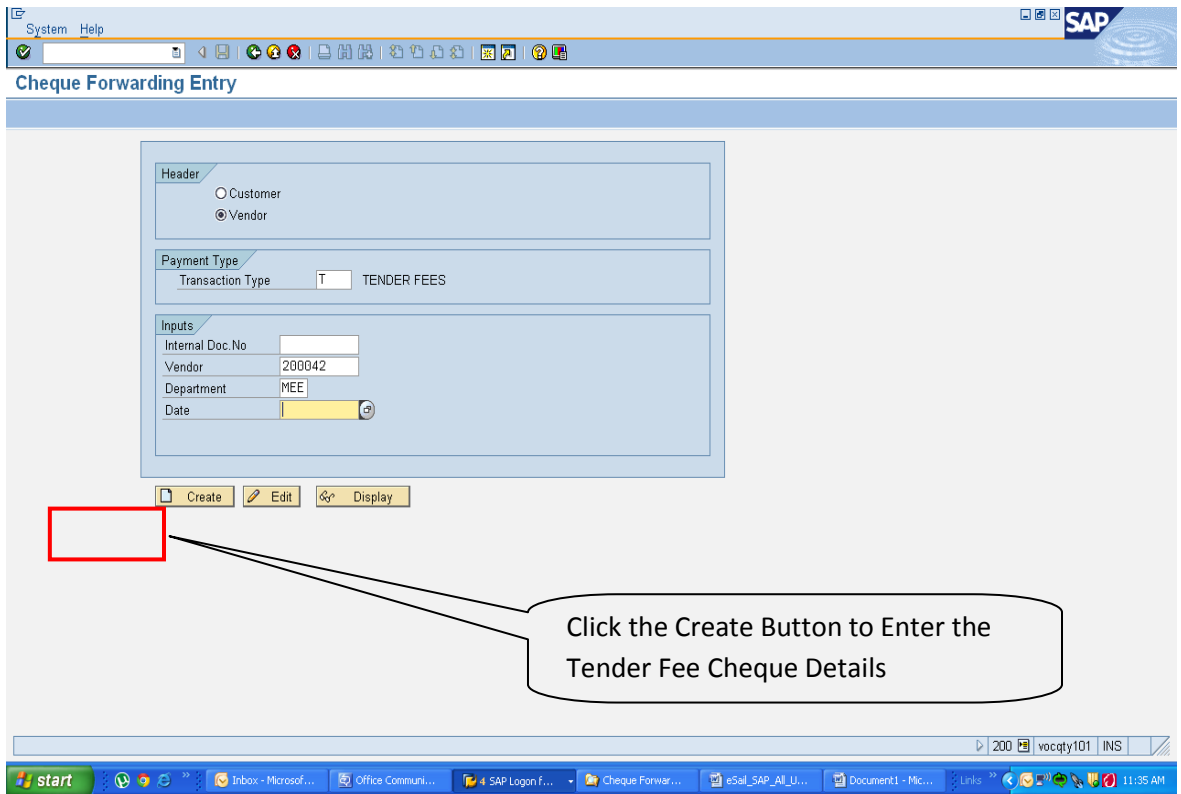 System Help
SAP
Cheque Forwarding Entry
Header
Customer
Vendor
Payment Type
Transaction Type T TENDER FEES
Inputs
Internal Doc.No
Vendor 200042
Department MEE
Date
Create Edit Display
Click the Create Button to Enter the
Tender Fee Cheque Details
200 vocqty101 INS
start Inbox - Microsof... Office Communi... 4 SAP Logon f... Cheque Forwar... eSail_SAP_All_U... Document1 - Mic... Links 11:35 AM